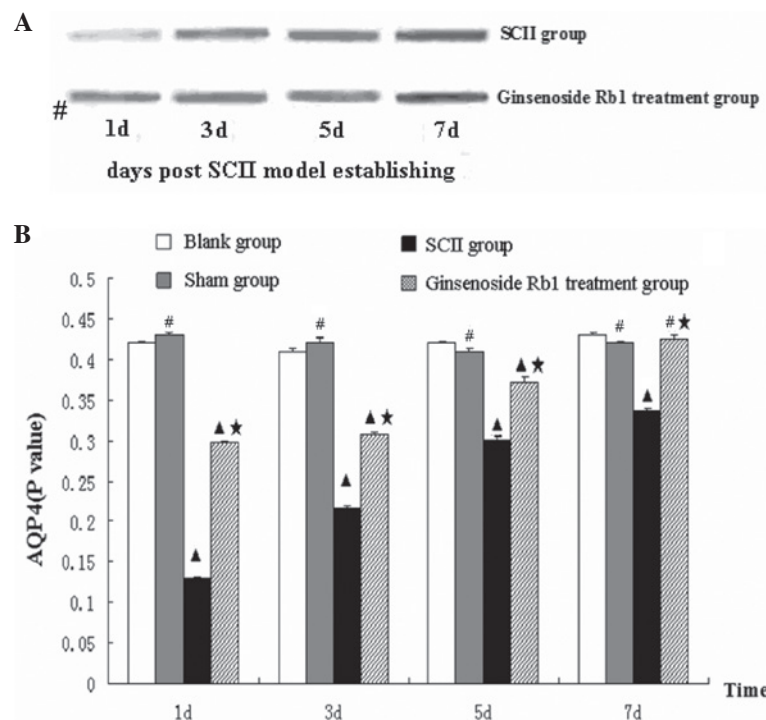 A
SCII group
# Ginsenoside Rb1 treatment group
1d 3d 5d 7d
days post SCII model establishing
B
Blank group SCII group
Sham group Ginsenoside Rb1 treatment group
0.5
0.45
0.4
0.35
0.3
0.25
0.2
0.15
0.1
0.05
0
AQP4(P value)
# ▲ ▲★
# ▲ ▲★
# ▲ ▲★
# ▲ #★
1d 3d 5d 7d
Time